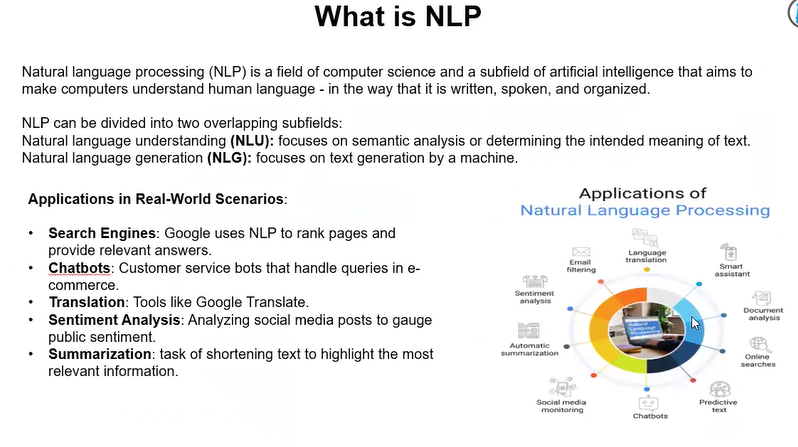 What is NLP
Natural language processing (NLP) is a field of computer science and a subfield of artificial intelligence that aims to
make computers understand human language - in the way that it is written, spoken, and organized.
NLP can be divided into two overlapping subfields:
Natural language understanding (NLU): focuses on semantic analysis or determining the intended meaning of text.
Natural language generation (NLG): focuses on text generation by a machine.
Applications in Real-World Scenarios:
• Search Engines: Google uses NLP to rank pages and
provide relevant answers.
• Chatbots: Customer service bots that handle queries in e-
commerce.
• Translation: Tools like Google Translate.
• Sentiment Analysis: Analyzing social media posts to gauge
public sentiment.
• Summarization: task of shortening text to highlight the most
relevant information.
Applications of
Natural Language Processing
Language
translation
Smart
assistant
Document
analysis
Online
searches
Predictive
text
Chatbots
Social media
monitoring
Automatic
summarization
Sentiment
analysis
Email
filtering
Natural
Language
Processing